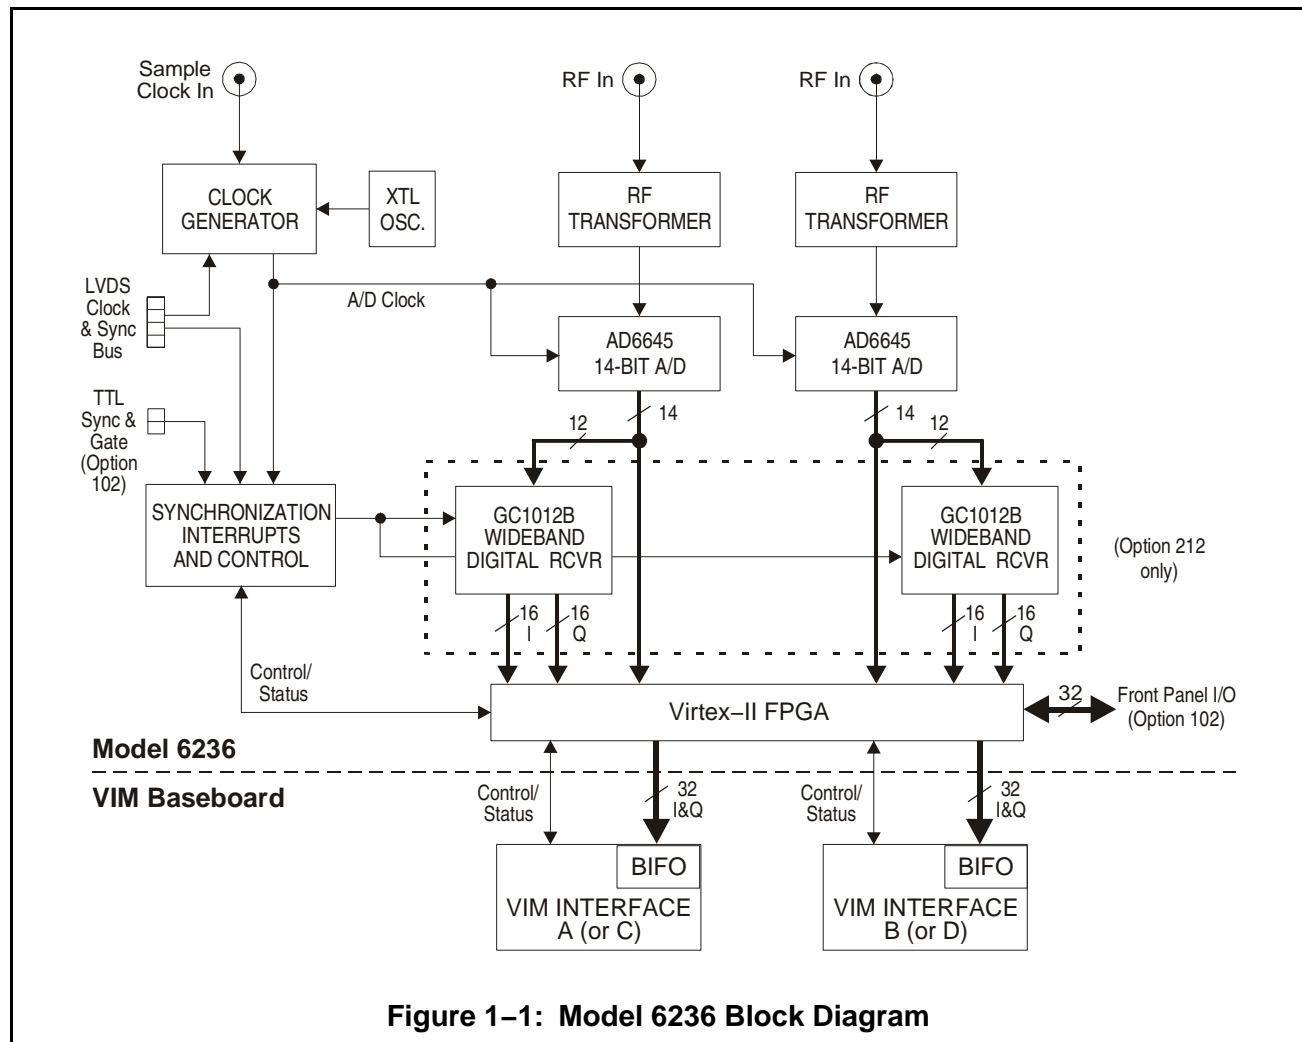 Sample
Clock In
RF In
RF In
CLOCK
GENERATOR
XTL
OSC.
RF
TRANSFORMER
RF
TRANSFORMER
LVDS
Clock
& Sync
Bus
A/D Clock
AD6645
14-BIT A/D
AD6645
14-BIT A/D
TTL
Sync &
Gate
(Option
102)
12
14
14
12
SYNCHRONIZATION
INTERRUPTS
AND CONTROL
GC1012B
WIDEBAND
DIGITAL RCVR
GC1012B
WIDEBAND
DIGITAL RCVR
(Option 212
only)
16
I
16
Q
16
I
16
Q
Control/
Status
Virtex–II FPGA
32
Front Panel I/O
(Option 102)
Model 6236
VIM Baseboard
Control/
Status
32
I&Q
Control/
Status
32
I&Q
BIFO
VIM INTERFACE
A (or C)
BIFO
VIM INTERFACE
B (or D)
Figure 1–1: Model 6236 Block Diagram